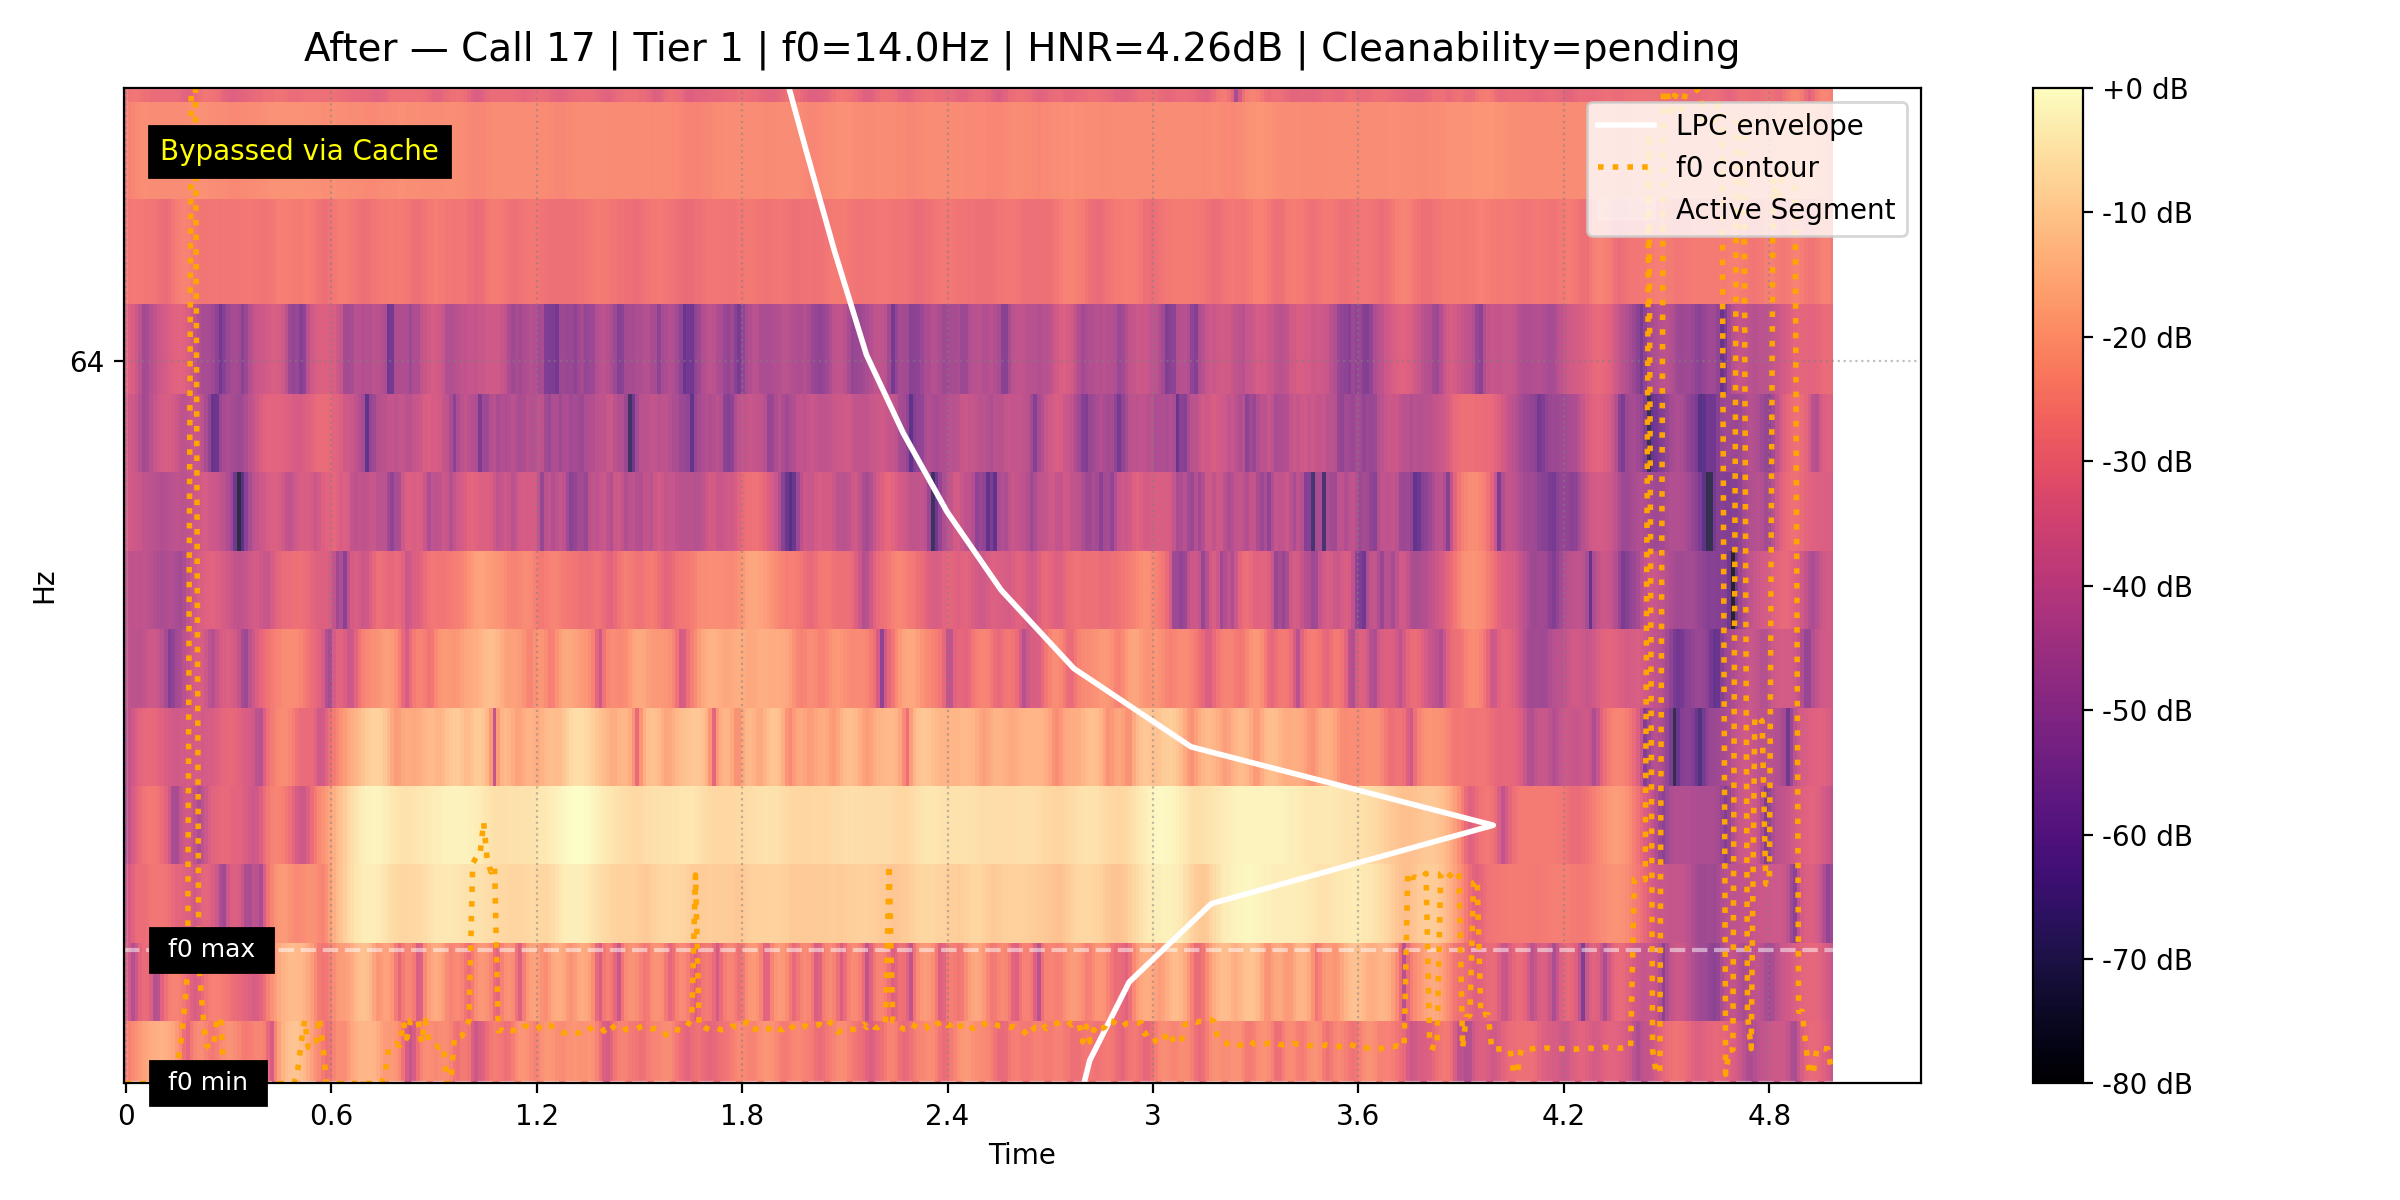 After — Call 17 | Tier 1 | f0=14.0Hz | HNR=4.26dB | Cleanability=pending
Bypassed via Cache
LPC envelope
f0 contour
Active Segment
64
Hz
f0 max
f0 min
0 0.6 1.2 1.8 2.4 3 3.6 4.2 4.8
Time
+0 dB
-10 dB
-20 dB
-30 dB
-40 dB
-50 dB
-60 dB
-70 dB
-80 dB